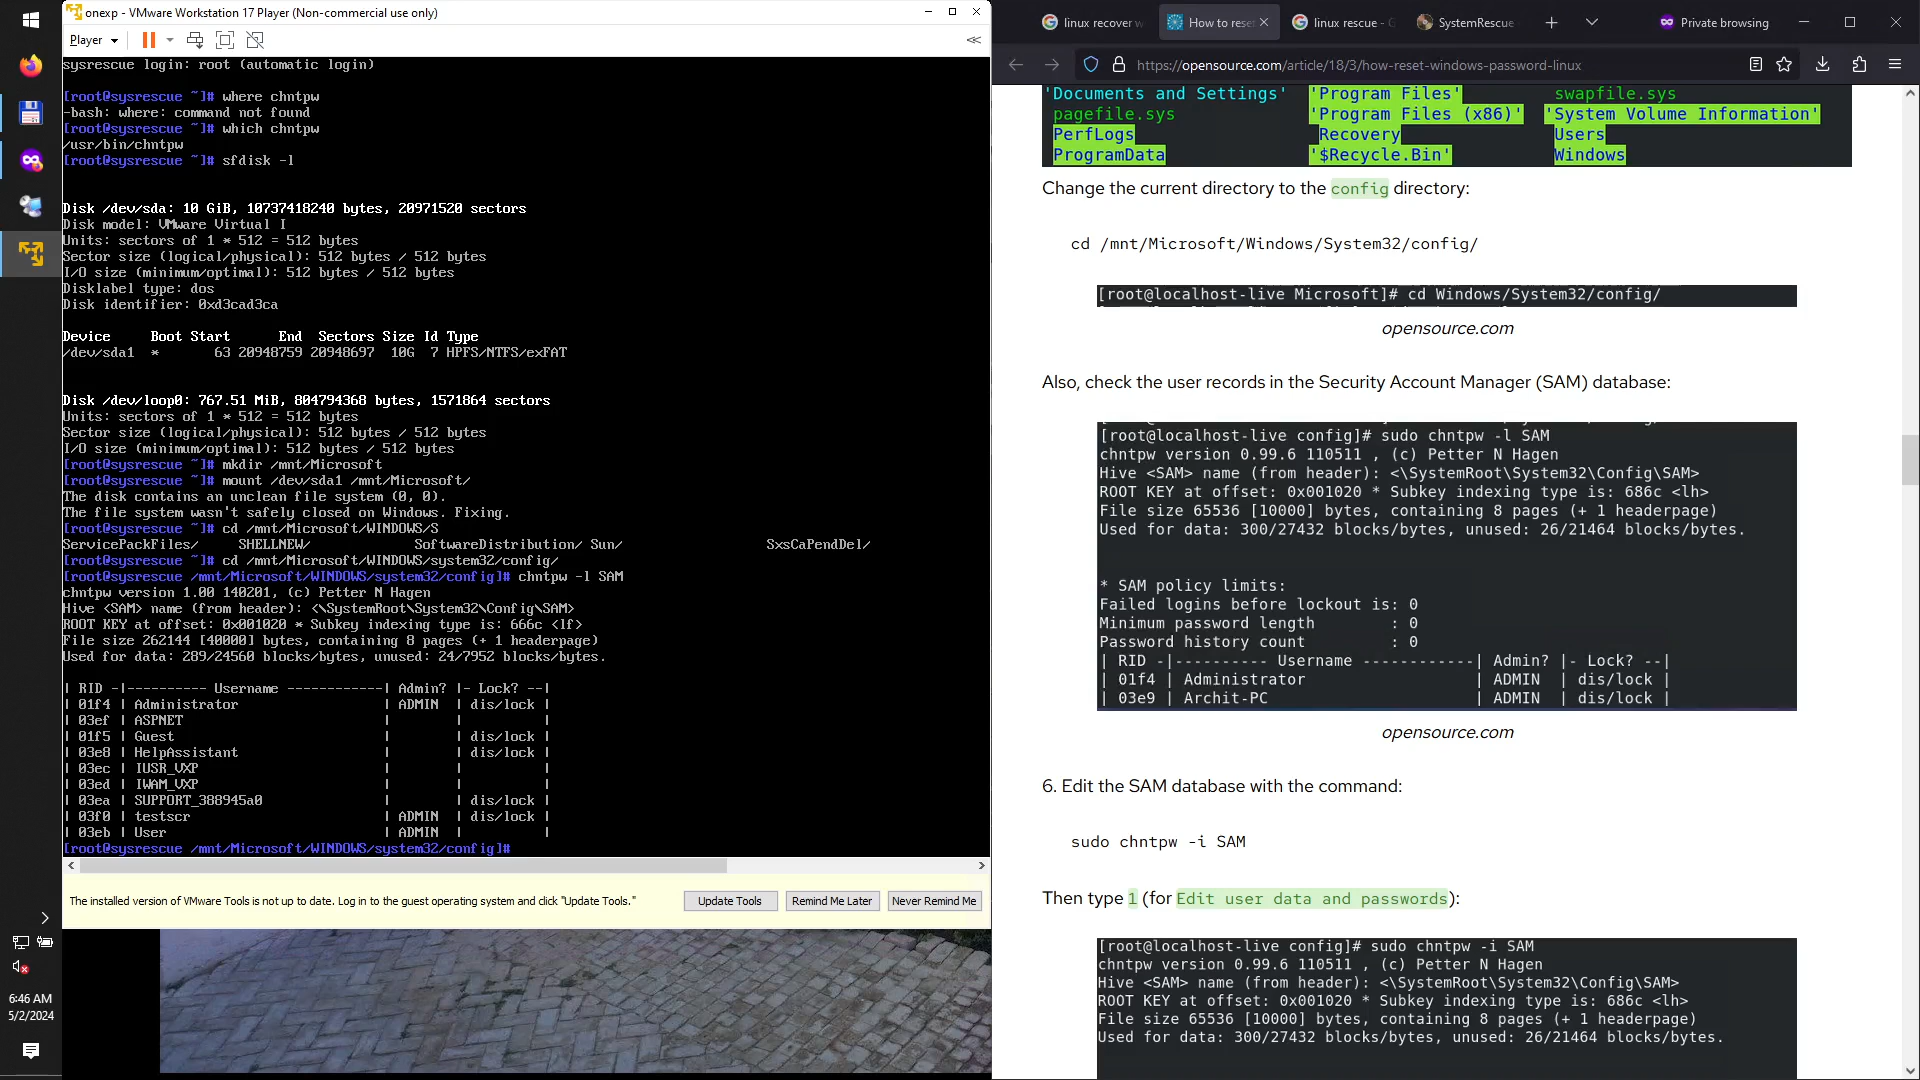 onexp - VMware Workstation 17 Player (Non-commercial use only)
Player
sysrescue login: root (automatic login)
[root@sysrescue ~]# where chntpw
-bash: where: command not found
[root@sysrescue ~]# which chntpw
/usr/bin/chntpw
[root@sysrescue ~]# sfdisk -l
Disk /dev/sda: 10 GiB, 10737418240 bytes, 20971520 sectors
Disk model: VMware Virtual I
Units: sectors of 1 * 512 = 512 bytes
Sector size (logical/physical): 512 bytes / 512 bytes
I/O size (minimum/optimal): 512 bytes / 512 bytes
Disklabel type: dos
Disk identifier: 0xd3cad3ca
Device     Boot Start      End  Sectors Size Id Type
/dev/sda1  *       63 20948759 20948697  10G  7 HPFS/NTFS/exFAT
Disk /dev/loop0: 767.51 MiB, 804794368 bytes, 1571864 sectors
Units: sectors of 1 * 512 = 512 bytes
Sector size (logical/physical): 512 bytes / 512 bytes
I/O size (minimum/optimal): 512 bytes / 512 bytes
[root@sysrescue ~]# mkdir /mnt/Microsoft
[root@sysrescue ~]# mount /dev/sda1 /mnt/Microsoft/
The disk contains an unclean file system (0, 0).
The file system wasn't safely closed on Windows. Fixing.
[root@sysrescue ~]# cd /mnt/Microsoft/WINDOWS/S
ServicePackFiles/     SHELLNEW/             SoftwareDistribution/ Sun/                  SxsCaPendDel/
[root@sysrescue ~]# cd /mnt/Microsoft/WINDOWS/system32/config/
[root@sysrescue /mnt/Microsoft/WINDOWS/system32/config]# chntpw -l SAM
chntpw version 1.00 140201, (c) Petter N Hagen
Hive <SAM> name (from header): <\SystemRoot\System32\Config\SAM>
ROOT KEY at offset: 0x001020 * Subkey indexing type is: 666c <lf>
File size 262144 [40000] bytes, containing 8 pages (+ 1 headerpage)
Used for data: 289/24560 blocks/bytes, unused: 24/7952 blocks/bytes.
| RID -|---------- Username ------------| Admin? |- Lock? --|
| 01f4 | Administrator                  | ADMIN  | dis/lock |
| 03ef | ASPNET                         |        |          |
| 01f5 | Guest                          |        | dis/lock |
| 03e8 | HelpAssistant                  |        | dis/lock |
| 03ec | IUSR_VXP                       |        |          |
| 03ed | IWAM_VXP                       |        |          |
| 03ea | SUPPORT_388945a0               |        | dis/lock |
| 03f0 | testscr                        | ADMIN  | dis/lock |
| 03eb | User                           | ADMIN  |          |
[root@sysrescue /mnt/Microsoft/WINDOWS/system32/config]#
The installed version of VMware Tools is not up to date. Log in to the guest operating system and click "Update Tools."
Update Tools
Remind Me Later
Never Remind Me
6:46 AM
5/2/2024
linux recover w
How to reset
linux rescue - G
SystemRescue
Private browsing
https://opensource.com/article/18/3/how-reset-windows-password-linux
'Documents and Settings'  'Program Files'  swapfile.sys
pagefile.sys  'Program Files (x86)'  'System Volume Information'
PerfLogs  Recovery  Users
ProgramData  '$Recycle.Bin'  Windows
Change the current directory to the config directory:
cd /mnt/Microsoft/Windows/System32/config/
[root@localhost-live Microsoft]# cd Windows/System32/config/
opensource.com
Also, check the user records in the Security Account Manager (SAM) database:
[root@localhost-live config]# sudo chntpw -l SAM
chntpw version 0.99.6 110511 , (c) Petter N Hagen
Hive <SAM> name (from header): <\SystemRoot\System32\Config\SAM>
ROOT KEY at offset: 0x001020 * Subkey indexing type is: 686c <lh>
File size 65536 [10000] bytes, containing 8 pages (+ 1 headerpage)
Used for data: 300/27432 blocks/bytes, unused: 26/21464 blocks/bytes.
* SAM policy limits:
Failed logins before lockout is: 0
Minimum password length        : 0
Password history count         : 0
| RID -|---------- Username ------------| Admin? |- Lock? --|
| 01f4 | Administrator                  | ADMIN  | dis/lock |
| 03e9 | Archit-PC                      | ADMIN  | dis/lock |
opensource.com
6. Edit the SAM database with the command:
sudo chntpw -i SAM
Then type 1 (for Edit user data and passwords):
[root@localhost-live config]# sudo chntpw -i SAM
chntpw version 0.99.6 110511 , (c) Petter N Hagen
Hive <SAM> name (from header): <\SystemRoot\System32\Config\SAM>
ROOT KEY at offset: 0x001020 * Subkey indexing type is: 686c <lh>
File size 65536 [10000] bytes, containing 8 pages (+ 1 headerpage)
Used for data: 300/27432 blocks/bytes, unused: 26/21464 blocks/bytes.